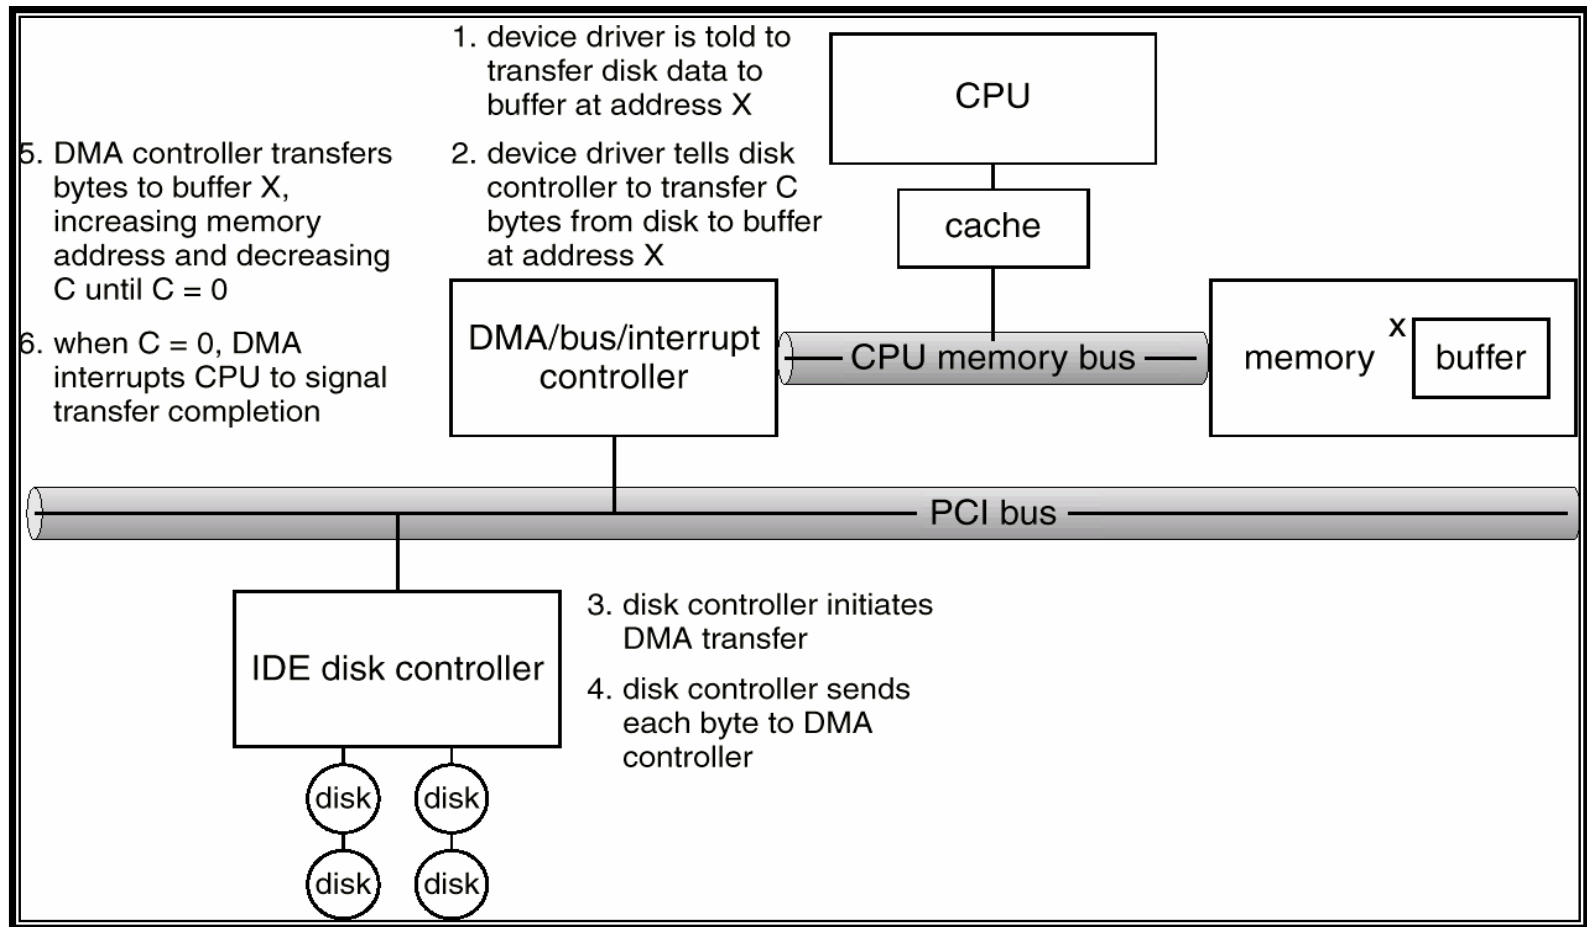 1. device driver is told to
transfer disk data to
buffer at address X
2. device driver tells disk
controller to transfer C
bytes from disk to buffer
at address X
5. DMA controller transfers
bytes to buffer X,
increasing memory
address and decreasing
C until C = 0
6. when C = 0, DMA
interrupts CPU to signal
transfer completion
CPU
cache
DMA/bus/interrupt
controller
CPU memory bus
memory
x
buffer
PCI bus
IDE disk controller
3. disk controller initiates
DMA transfer
4. disk controller sends
each byte to DMA
controller
disk
disk
disk
disk